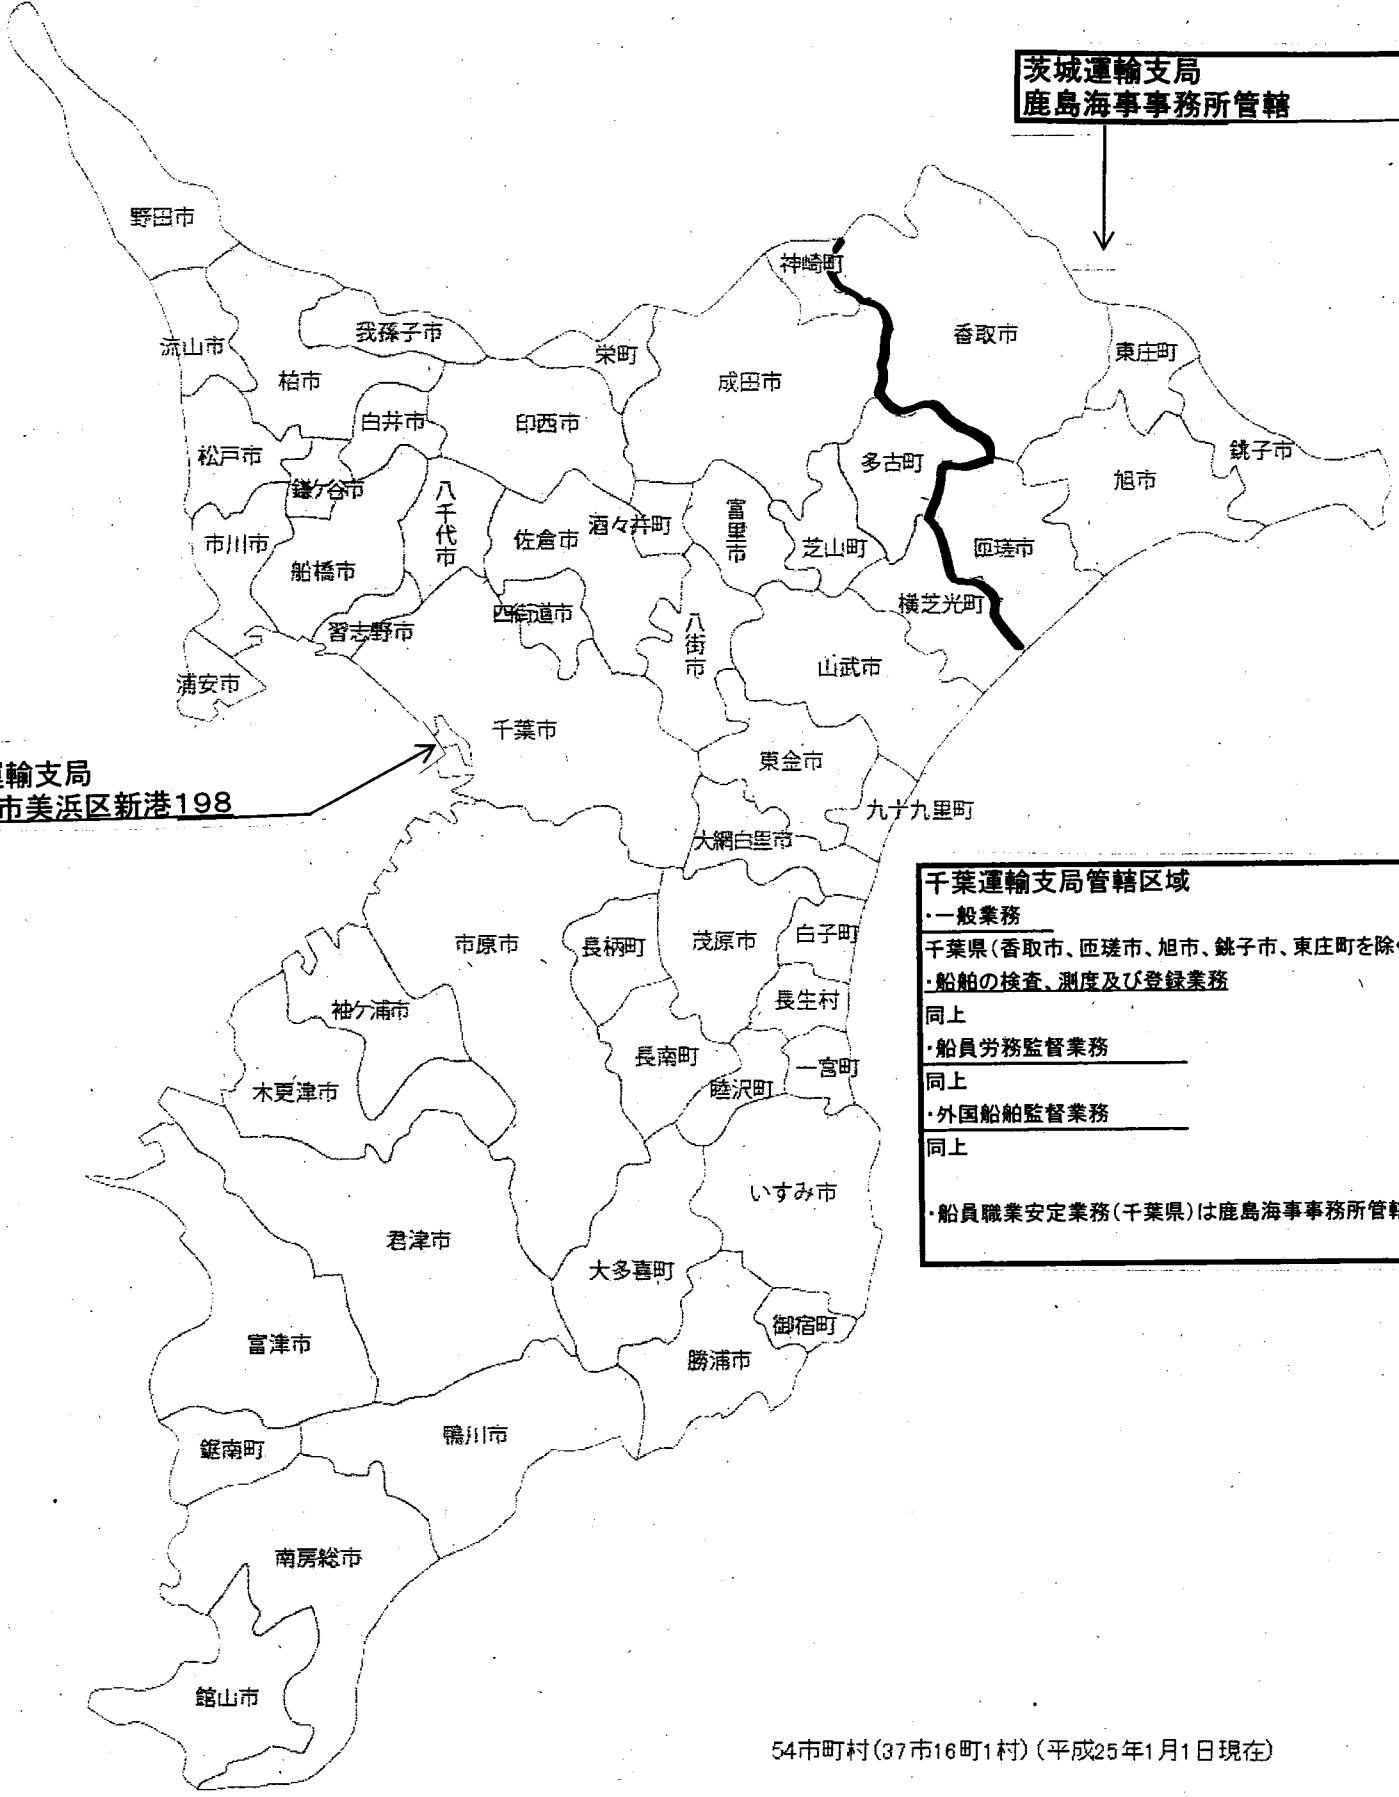 茨城運輸支局
鹿島海事事務所管轄
野田市
神崎町
流山市
我孫子市
栄町
香取市
東庄町
柏市
成田市
白井市
印西市
松戸市
多古町
銚子市
鎌ケ谷市
八千代市
旭市
市川市
佐倉市
酒々井町
富里市
芝山町
匝瑳市
船橋市
習志野市
四街道市
横芝光町
八街市
浦安市
山武市
千葉市
東金市
輸支局
市美浜区新港198
九十九里町
大網白里市
千葉運輸支局管轄区域
・一般業務
千葉県(香取市、匝瑳市、旭市、銚子市、東庄町を除
・船舶の検査、測度及び登録業務
同上
・船員労務監督業務
同上
・外国船舶監督業務
同上
・船員職業安定業務(千葉県)は鹿島海事事務所管轄
市原市
長柄町
茂原市
白子町
袖ケ浦市
長生村
木更津市
長南町
睦沢町
一宮町
いすみ市
君津市
大多喜町
富津市
御宿町
勝浦市
鋸南町
鴨川市
南房総市
館山市
54市町村(37市16町1村)(平成25年1月1日現在)